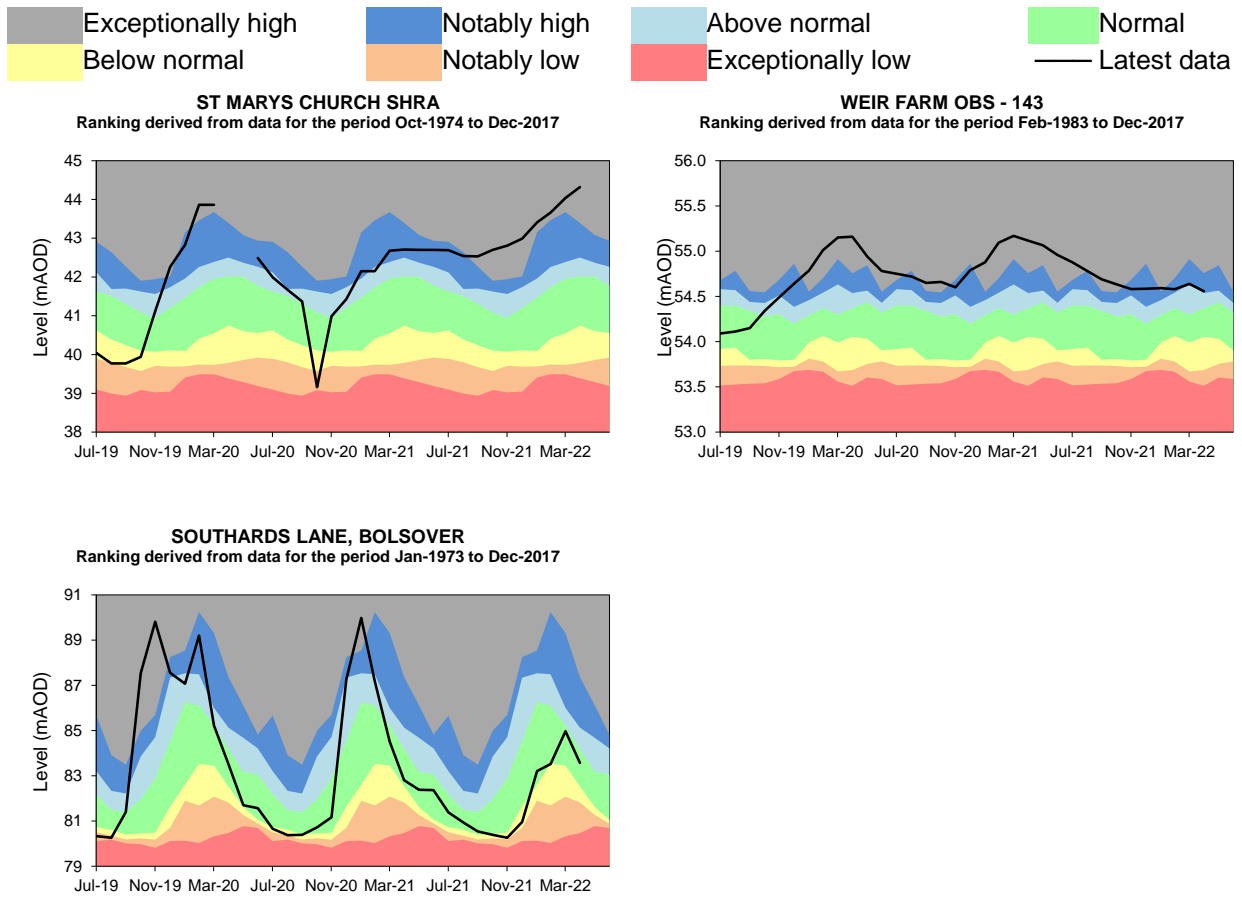 Exceptionally high Notably high Above normal Normal
Below normal Notably low Exceptionally low Latest data
ST MARYS CHURCH SHRA
Ranking derived from data for the period Oct-1974 to Dec-2017
Level (mAOD)
45
44
43
42
41
40
39
38
Jul-19 Nov-19 Mar-20 Jul-20 Nov-20 Mar-21 Jul-21 Nov-21 Mar-22
WEIR FARM OBS - 143
Ranking derived from data for the period Feb-1983 to Dec-2017
Level (mAOD)
56.0
55.5
55.0
54.5
54.0
53.5
53.0
Jul-19 Nov-19 Mar-20 Jul-20 Nov-20 Mar-21 Jul-21 Nov-21 Mar-22
SOUTHARDS LANE, BOLSOVER
Ranking derived from data for the period Jan-1973 to Dec-2017
Level (mAOD)
91
89
87
85
83
81
79
Jul-19 Nov-19 Mar-20 Jul-20 Nov-20 Mar-21 Jul-21 Nov-21 Mar-22